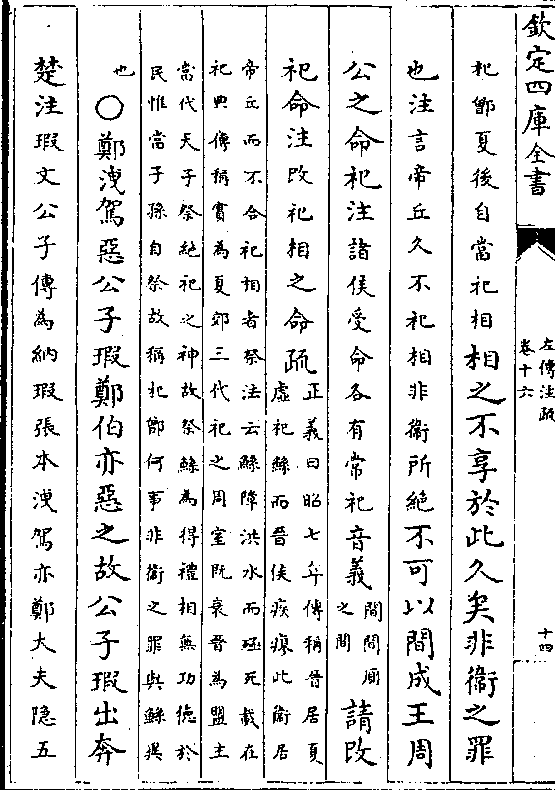 欽定四庫全書
左傳注疏
卷十六
十四
杞鄫夏後自當祀相相之不享於此久矣非衞之罪
也注言帝丘久不祀相非衞所絶不可以間成王周
公之命祀注諸侯受命各有常祀音義間間厠之間請改
祀命注改祀相之命疏正義曰昭七年傳稱晉居夏
虚祀鯀而晉侯疾瘳此衞居
帝丘而不合祀相者祭法云鯀障洪水而殛死載在
祀典傳稱實為夏郊三代祀之周室既衰晉為盟主
當代天子祭絶祀之神故祭鯀為得禮相無功徳於
民惟當子孫自祭故稱杞鄫何事非衞之罪與鯀異
也○鄭洩駕惡公子瑕鄭伯亦惡之故公子瑕出奔
楚注瑕文公子傳為納瑕張本洩駕亦鄭大夫隐五